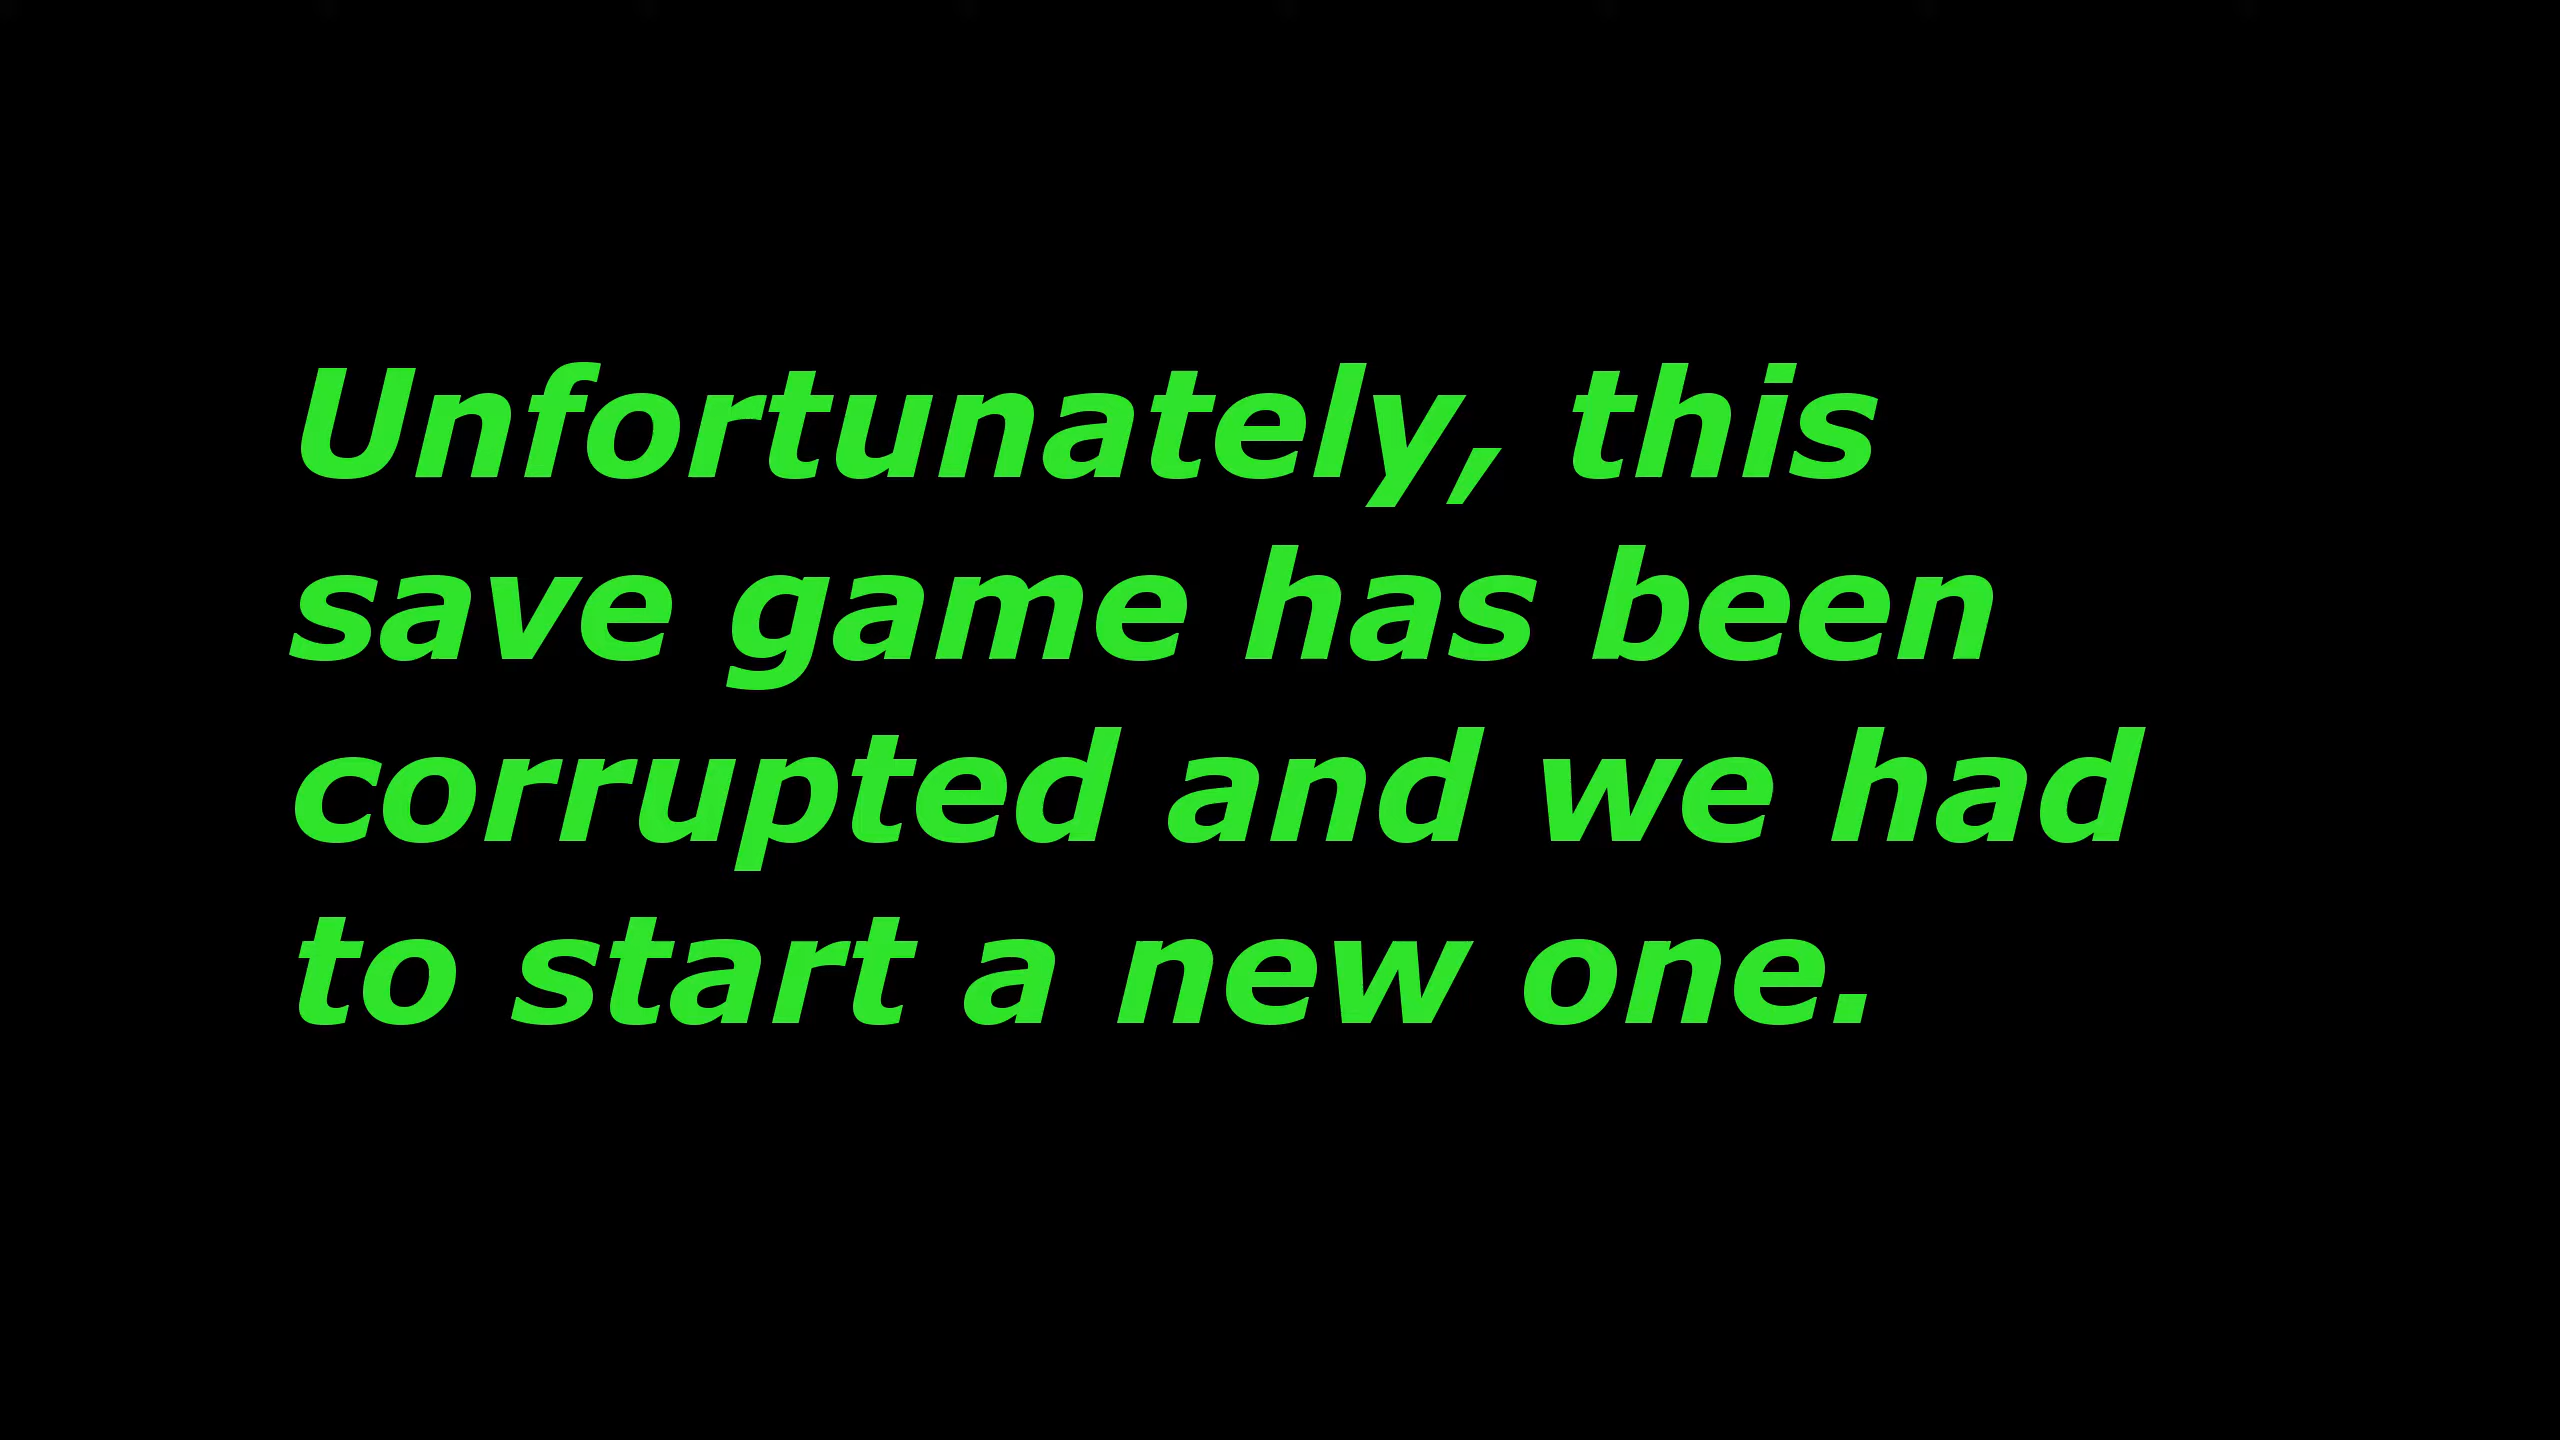 Unfortunately, this
save game has been
corrupted and we had
to start a new one.